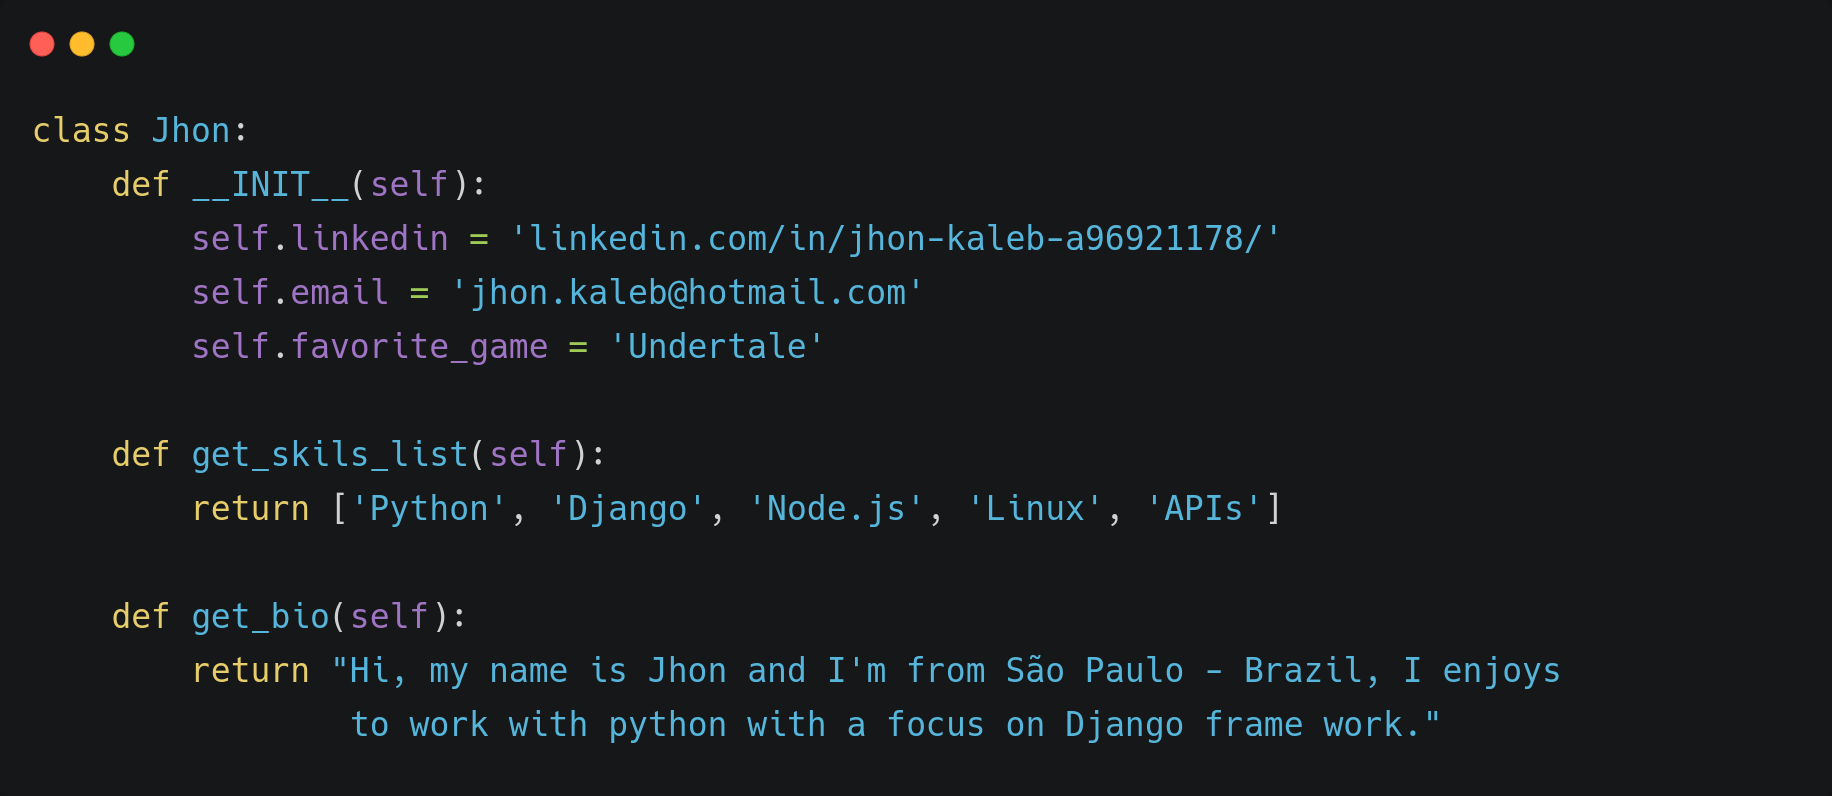 class Jhon:
    def __INIT__(self):
        self.linkedin = 'linkedin.com/in/jhon-kaleb-a96921178/'
        self.email = 'jhon.kaleb@hotmail.com'
        self.favorite_game = 'Undertale'

    def get_skils_list(self):
        return ['Python', 'Django', 'Node.js', 'Linux', 'APIs']

    def get_bio(self):
        return "Hi, my name is Jhon and I'm from São Paulo - Brazil, I enjoys
                to work with python with a focus on Django frame work."